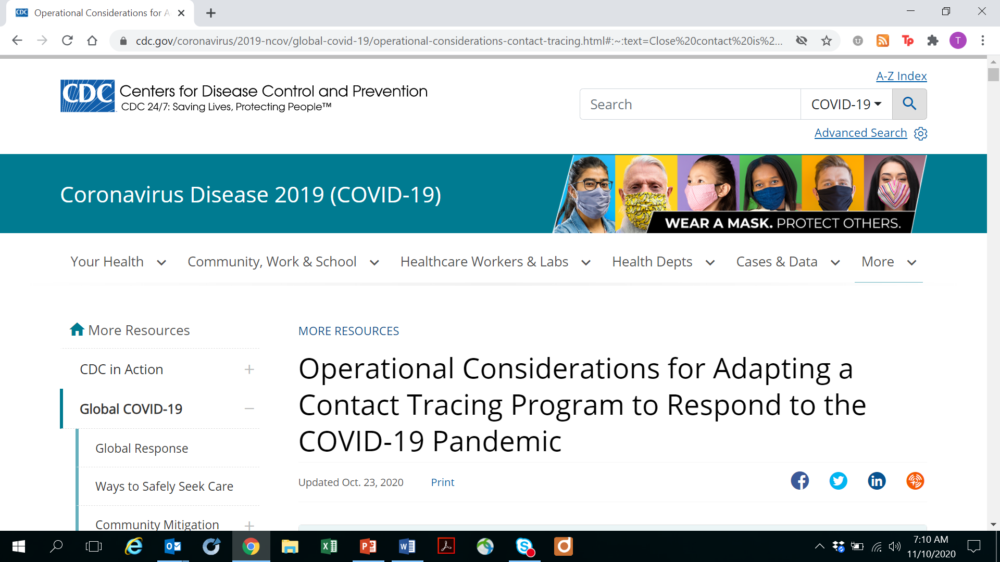 CDC Operational Considerations for A
cdc.gov/coronavirus/2019-ncov/global-covid-19/operational-considerations-contact-tracing.html#:~:text=Close%20contact%20is%2... U Tp T
CDC Centers for Disease Control and Prevention
CDC 24/7: Saving Lives, Protecting People™
A-Z Index
Search COVID-19
Advanced Search
Coronavirus Disease 2019 (COVID-19)
WEAR A MASK. PROTECT OTHERS.
Your Health Community, Work & School Healthcare Workers & Labs Health Depts Cases & Data More
More Resources
CDC in Action
Global COVID-19
Global Response
Ways to Safely Seek Care
Community Mitigation
MORE RESOURCES
Operational Considerations for Adapting a
Contact Tracing Program to Respond to the
COVID-19 Pandemic
Updated Oct. 23, 2020 Print
7:10 AM
11/10/2020